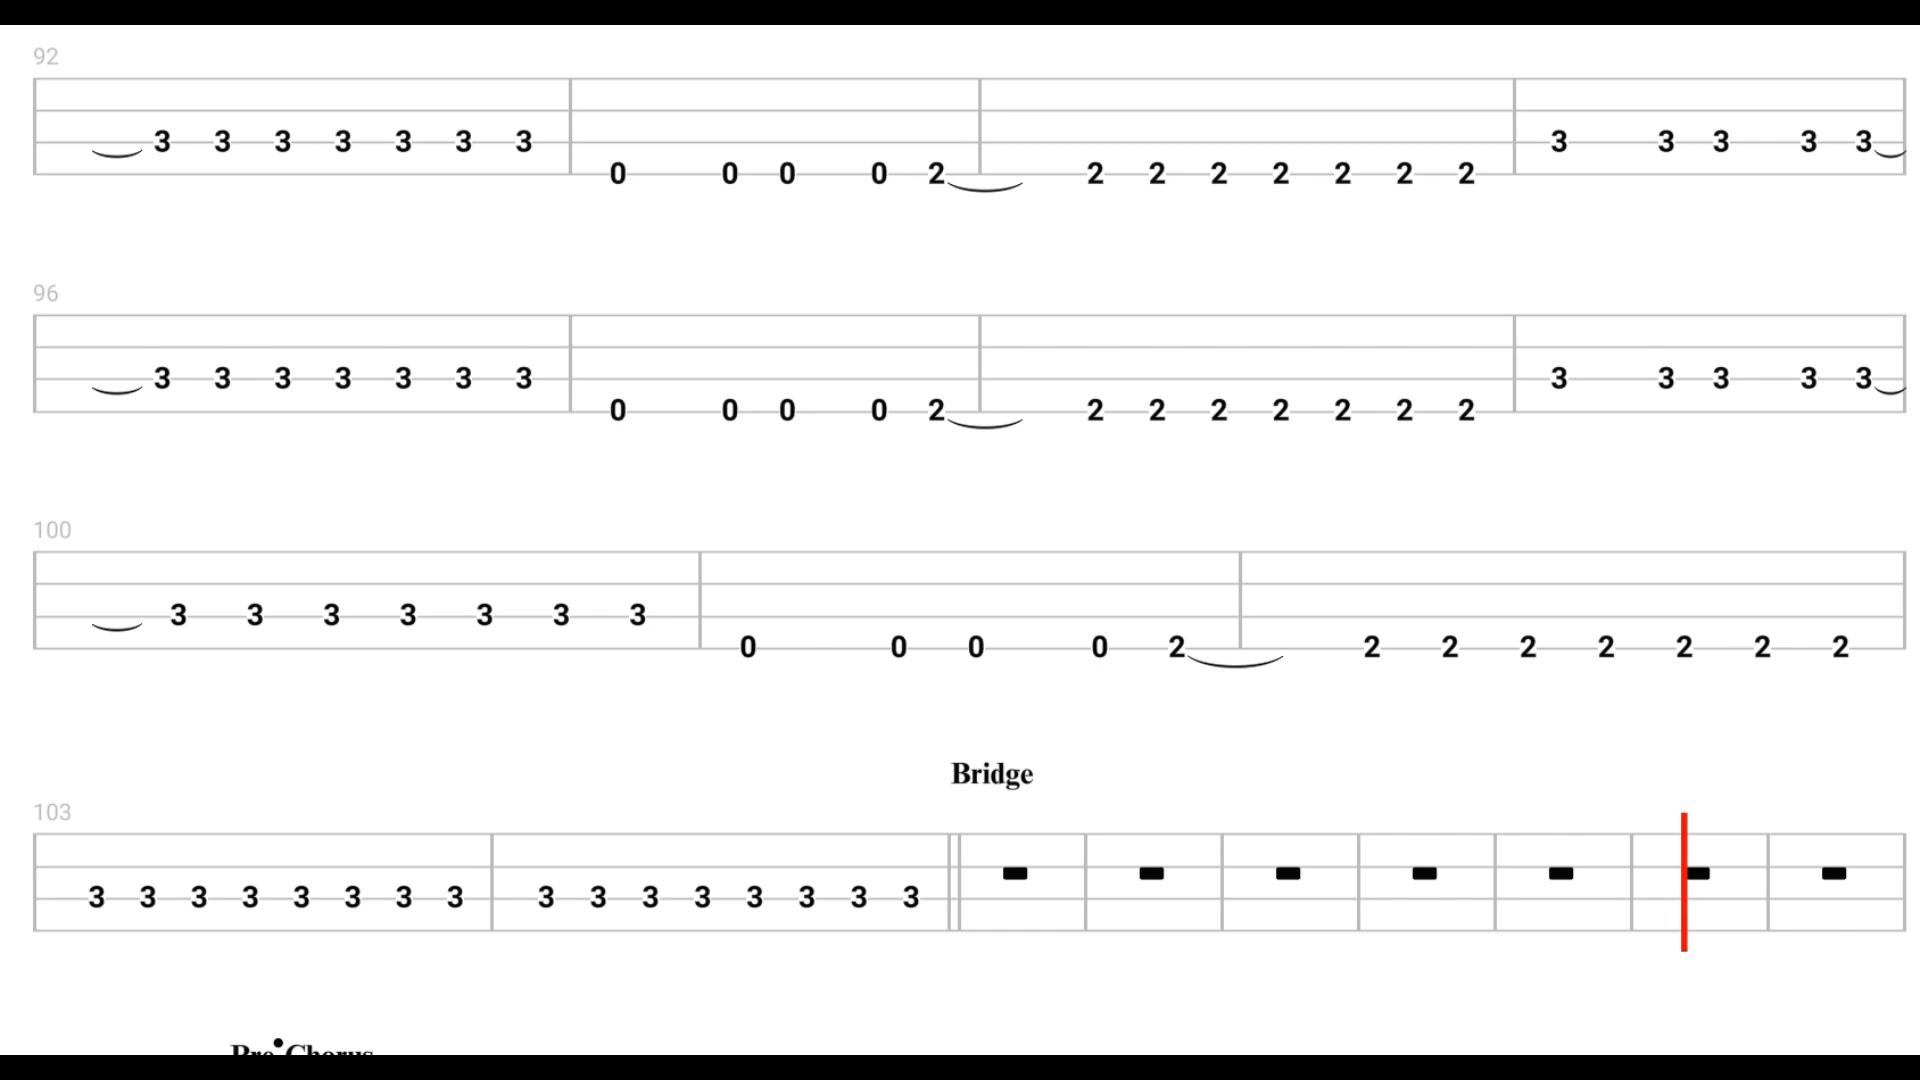 92
3 3 3 3 3 3 3 0 0 0 0 2 2 2 2 2 2 2 2 3 3 3 3 3
96
3 3 3 3 3 3 3 0 0 0 0 2 2 2 2 2 2 2 2 3 3 3 3 3
100
3 3 3 3 3 3 3 0 0 0 0 2 2 2 2 2 2 2 2
Bridge
103
3 3 3 3 3 3 3 3 3 3 3 3 3 3 3 3
Pre Chorus